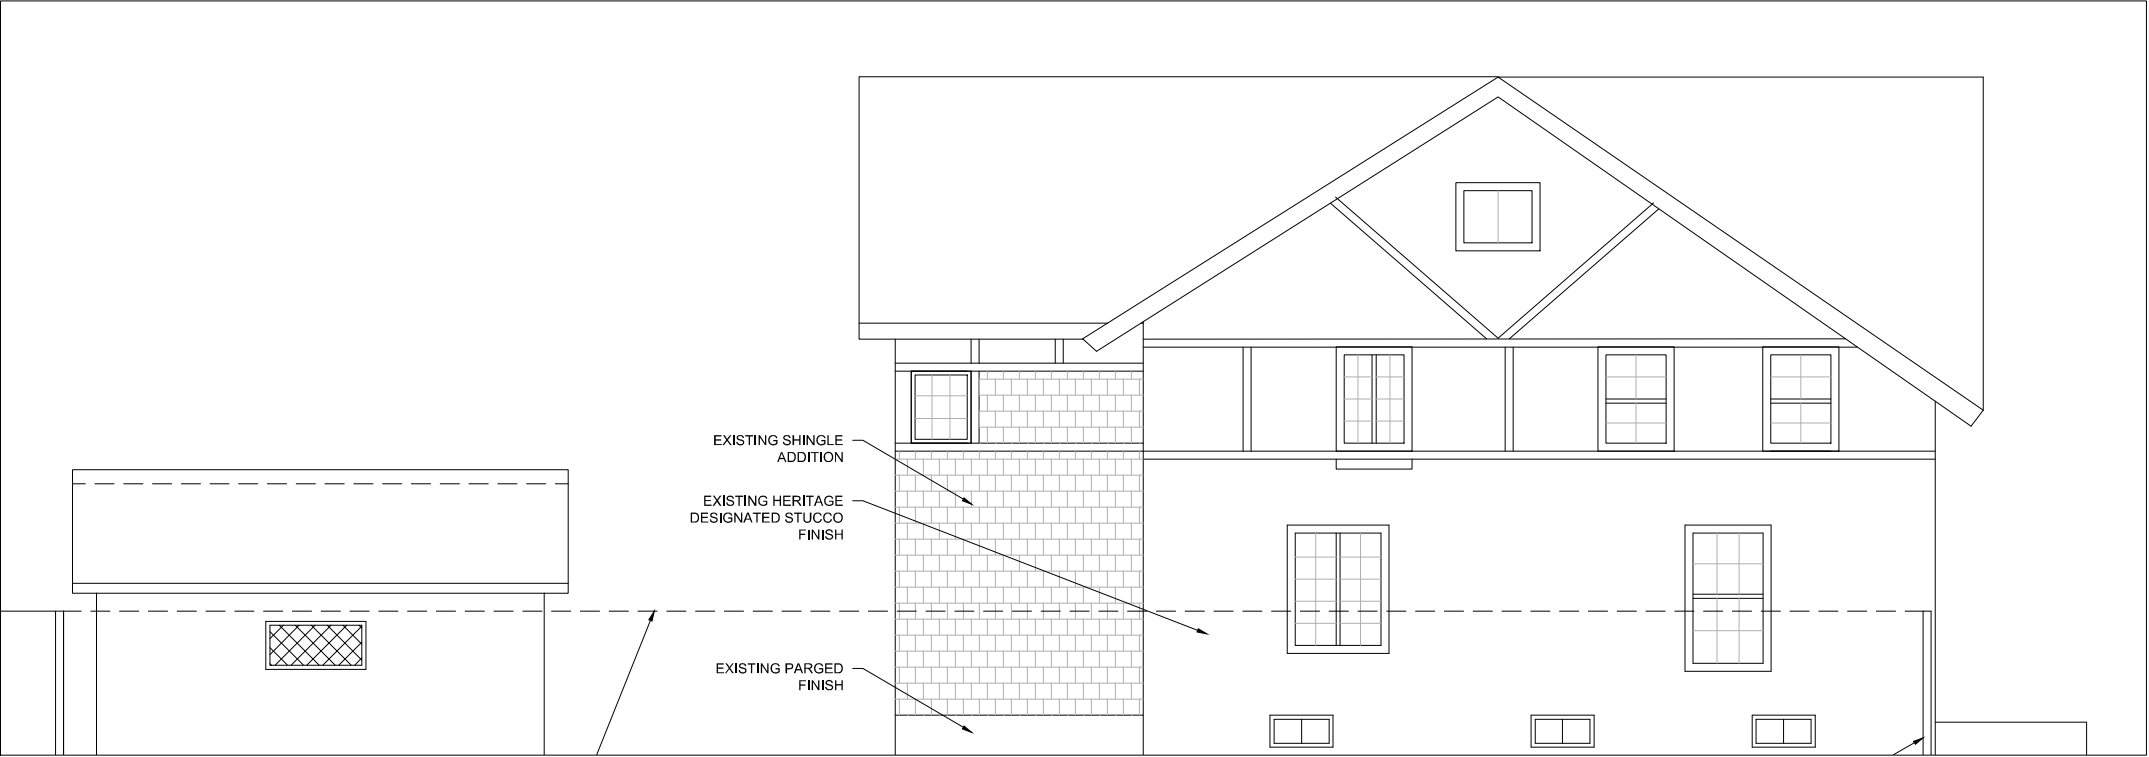 EXISTING SHINGLE
ADDITION
EXISTING HERITAGE
DESIGNATED STUCCO
FINISH
EXISTING PARGED
FINISH